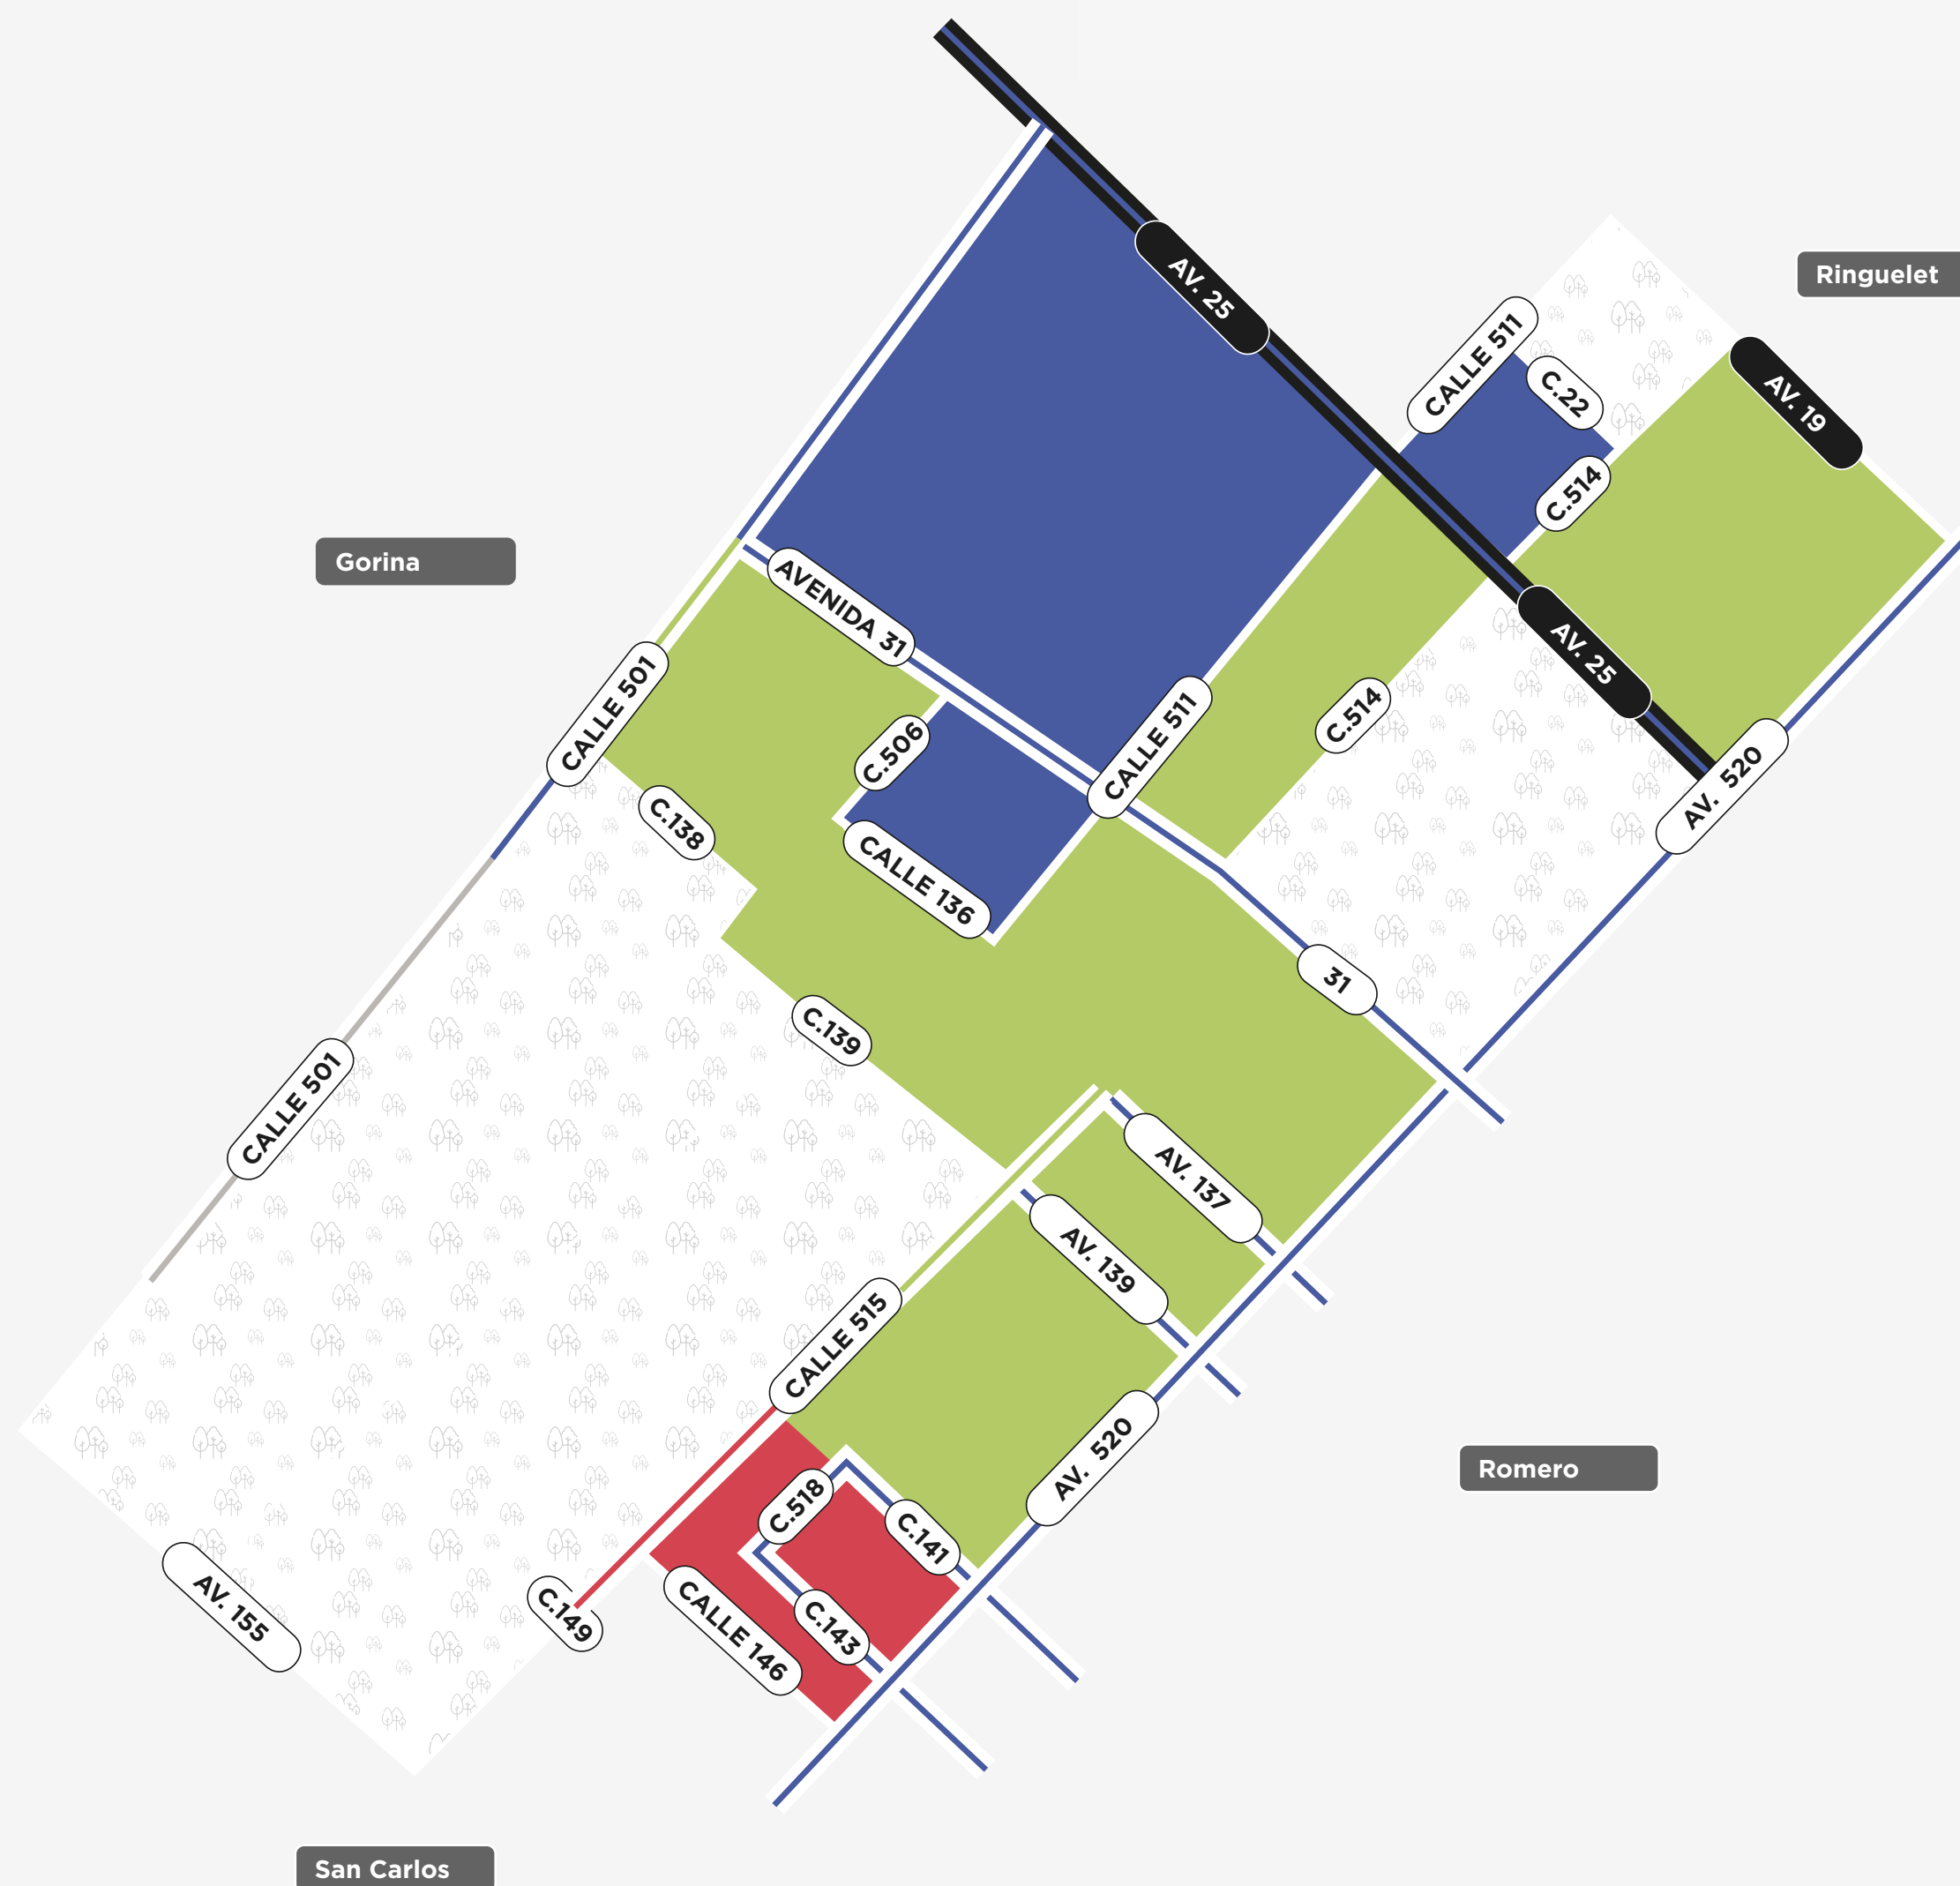 AV. 25
Ringuelet
CALLE 511
C.22
AV. 19
C.514
Gorina
AVENIDA 31
AV. 25
CALLE 501
C.506
CALLE 511
C.514
AV. 520
C.138
CALLE 136
31
C.139
CALLE 501
AV. 137
AV. 139
CALLE 515
AV. 520
Romero
C.518
C.141
AV. 155
C.149
CALLE 146
C.143
San Carlos